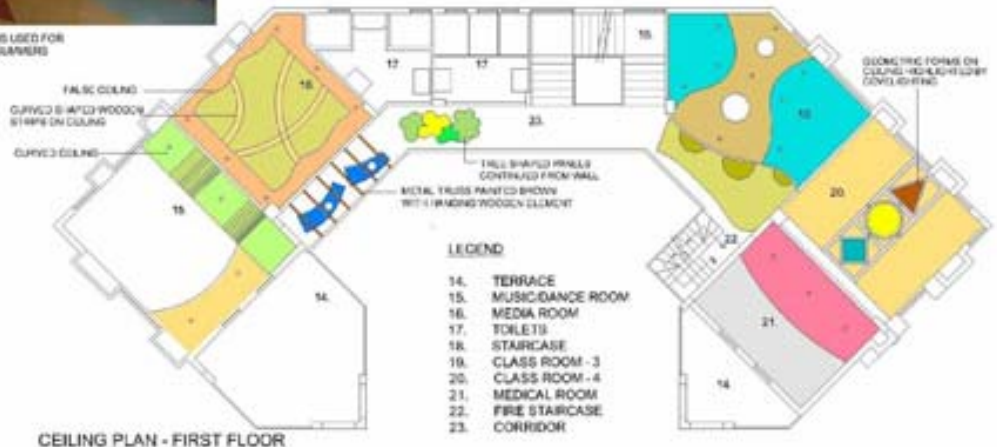 IS USED FOR
SUMMERS
FALSE CEILING
CURVED SHAPED WOODEN
STRIPS ON CEILING
CURVED CEILING
GEOMETRIC FORMS ON
CEILING HIGHLIGHTED BY
COVELIGHTING
TREE SHAPED PANELS
CONTINUED FROM WALL
METAL TRUSS PAINTED BROWN
WITH HANGING WOODEN ELEMENT
16.
17
17
18.
19.
23.
20.
15
22.
21.
14.
14
LEGEND
14. TERRACE
15. MUSIC/DANCE ROOM
16. MEDIA ROOM
17. TOILETS
18. STAIRCASE
19. CLASS ROOM - 3
20. CLASS ROOM - 4
21. MEDICAL ROOM
22. FIRE STAIRCASE
23. CORRIDOR
CEILING PLAN - FIRST FLOOR